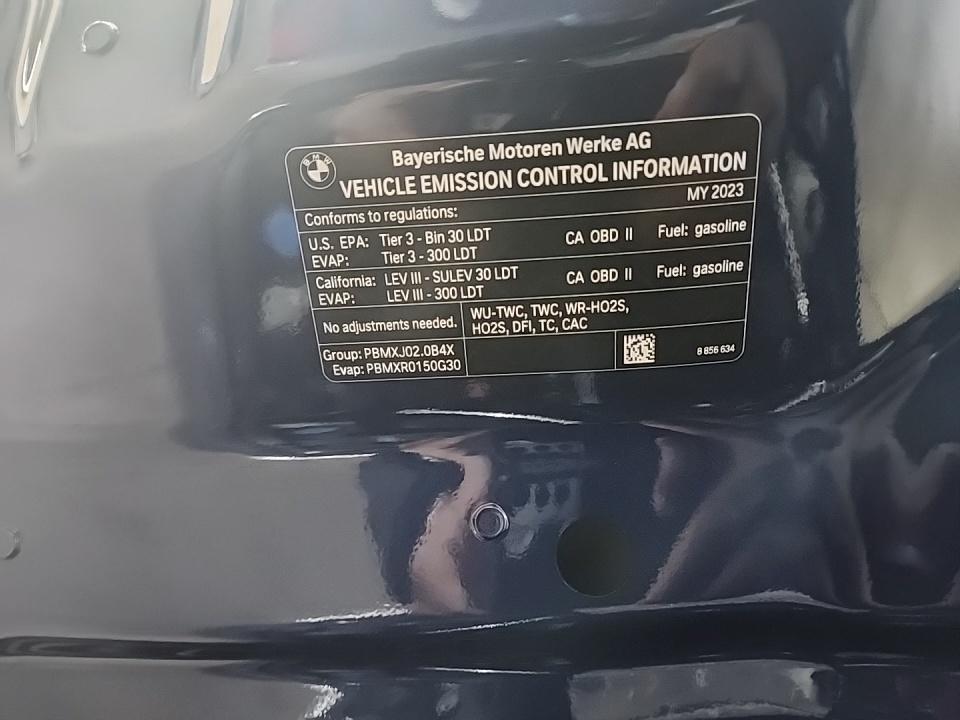 BMW
Bayerische Motoren Werke AG
VEHICLE EMISSION CONTROL INFORMATION
MY 2023
Conforms to regulations:
U.S. EPA: Tier 3 - Bin 30 LDT CA OBD II Fuel: gasoline
EVAP: Tier 3 - 300 LDT
California: LEV III - SULEV 30 LDT CA OBD II Fuel: gasoline
EVAP: LEV III - 300 LDT
No adjustments needed.
WU-TWC, TWC, WR-HO2S,
HO2S, DFI, TC, CAC
Group: PBMXJ02.0B4X
Evap: PBMXR0150G30
8 856 634